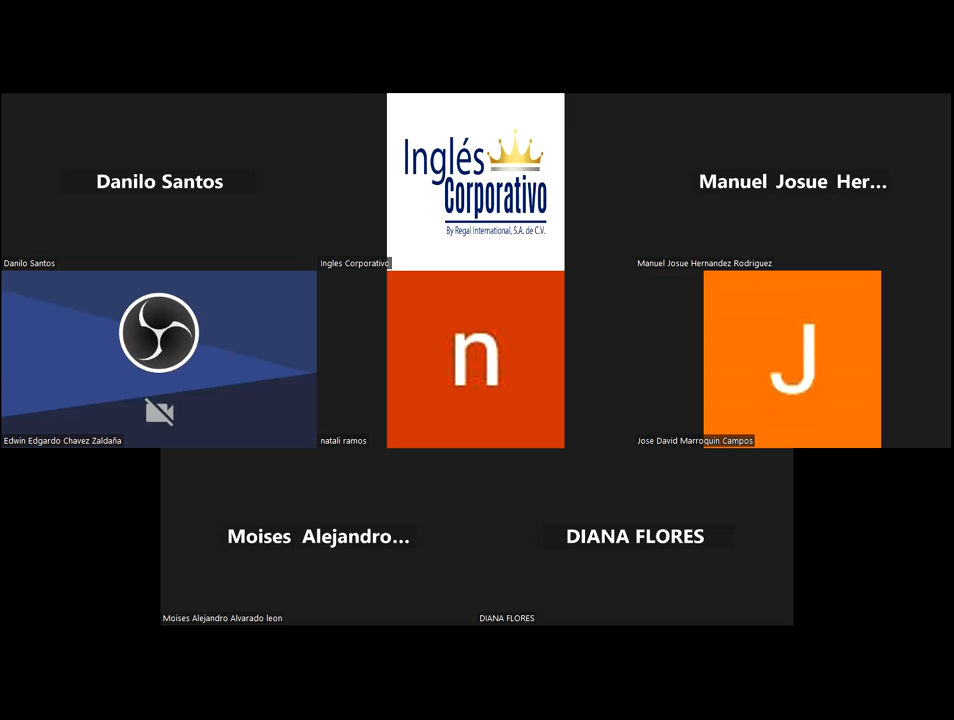 Danilo Santos
Inglés
Corporativo
By Regal International, S.A. de C.V.
Manuel Josue Her...
Danilo Santos
Ingles Corporativo
Manuel Josue Hernandez Rodriguez
n
J
Edwin Edgardo Chavez Zaldaña
natali ramos
Jose David Marroquin Campos
Moises Alejandro...
DIANA FLORES
Moises Alejandro Alvarado leon
DIANA FLORES